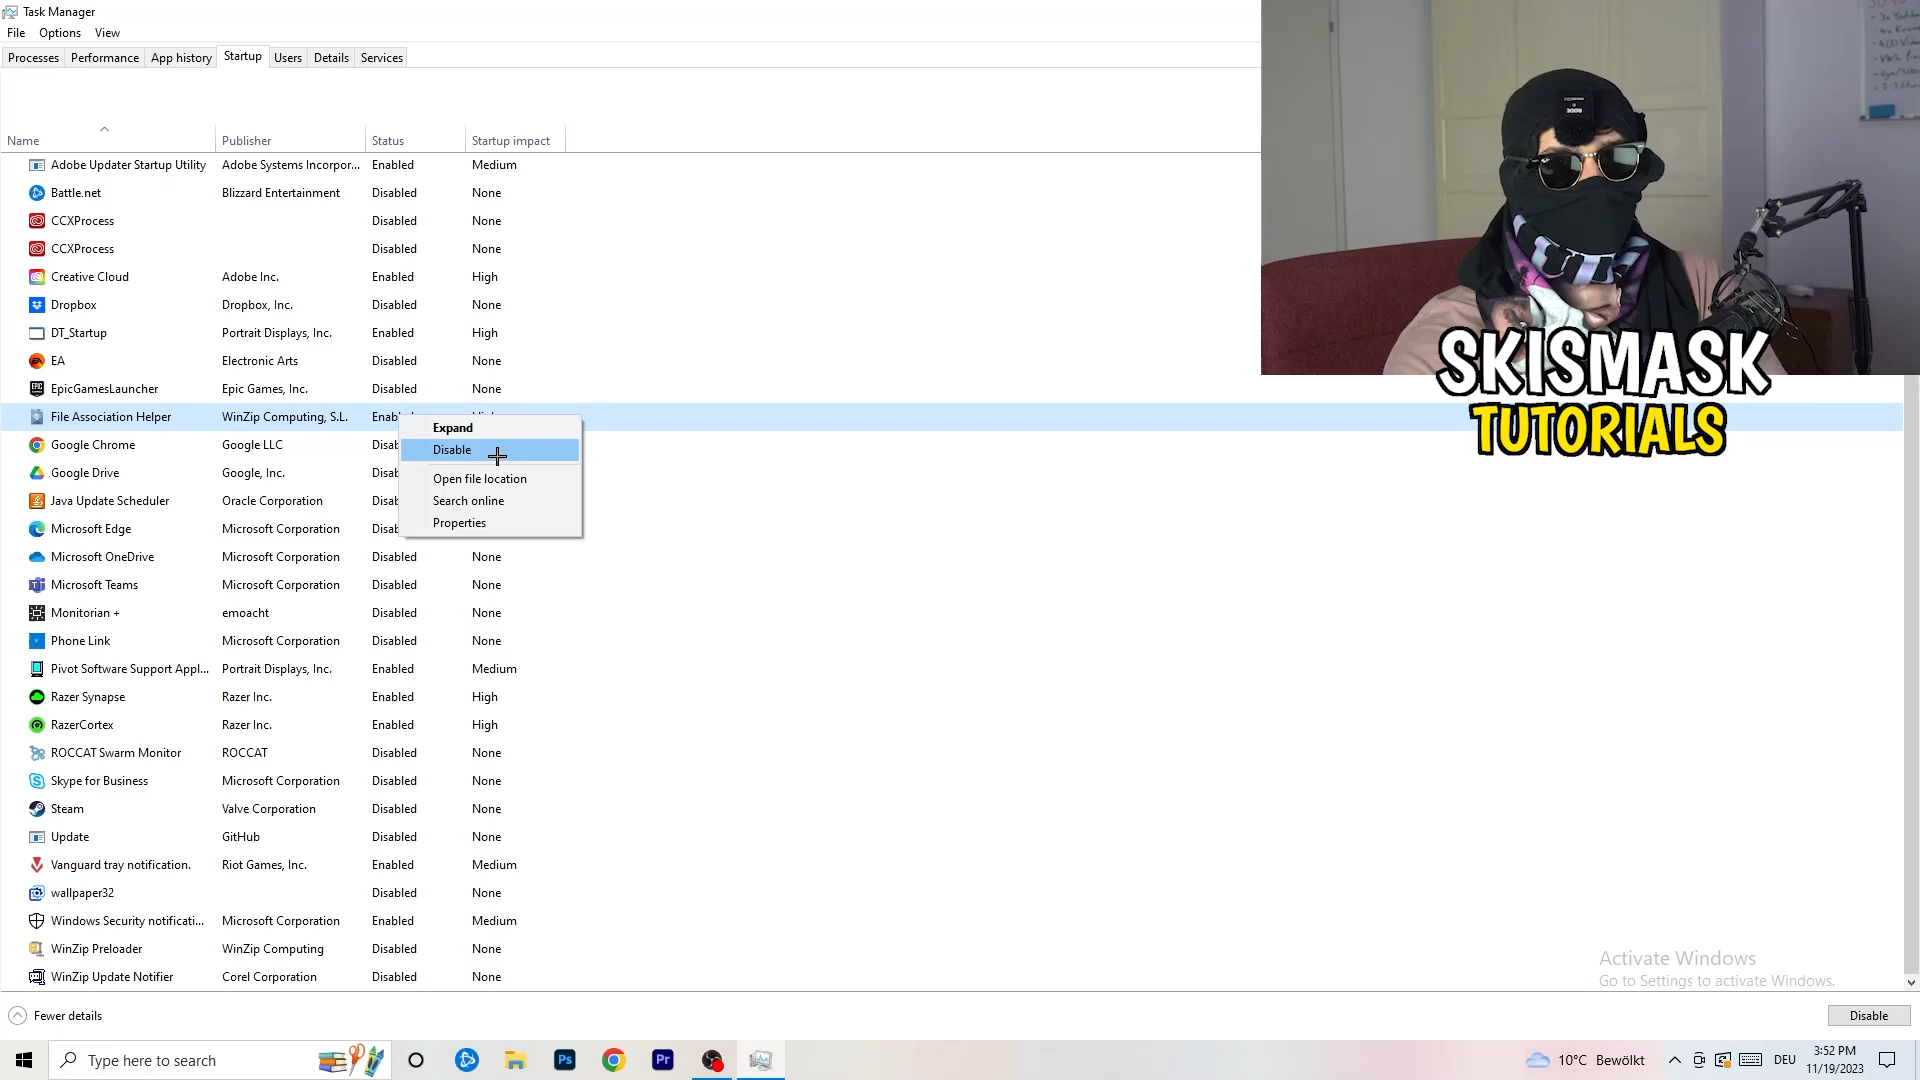 Task Manager
File Options View
Processes Performance App history Startup Users Details Services
Name Publisher Status Startup impact
Adobe Updater Startup Utility Adobe Systems Incorpor... Enabled Medium
Battle.net Blizzard Entertainment Disabled None
CCXProcess Disabled None
CCXProcess Disabled None
Creative Cloud Adobe Inc. Enabled High
Dropbox Dropbox, Inc. Disabled None
DT_Startup Portrait Displays, Inc. Enabled High
EA Electronic Arts Disabled None
EpicGamesLauncher Epic Games, Inc. Disabled None
File Association Helper WinZip Computing, S.L.
Google Chrome Google LLC
Google Drive Google, Inc.
Java Update Scheduler Oracle Corporation
Microsoft Edge Microsoft Corporation
Microsoft OneDrive Microsoft Corporation Disabled None
Microsoft Teams Microsoft Corporation Disabled None
Monitorian + emoacht Disabled None
Phone Link Microsoft Corporation Disabled None
Pivot Software Support Appl... Portrait Displays, Inc. Enabled Medium
Razer Synapse Razer Inc. Enabled High
RazerCortex Razer Inc. Enabled High
ROCCAT Swarm Monitor ROCCAT Disabled None
Skype for Business Microsoft Corporation Disabled None
Steam Valve Corporation Disabled None
Update GitHub Disabled None
Vanguard tray notification. Riot Games, Inc. Enabled Medium
wallpaper32 Disabled None
Windows Security notificati... Microsoft Corporation Enabled Medium
WinZip Preloader WinZip Computing Disabled None
WinZip Update Notifier Corel Corporation Disabled None
Expand
Disable
Open file location
Search online
Properties
SKISMASK
TUTORIALS
Activate Windows
Go to Settings to activate Windows.
Fewer details
Disable
Type here to search
Ps
Pr
10°C Bewölkt
DEU
3:52 PM
11/19/2023